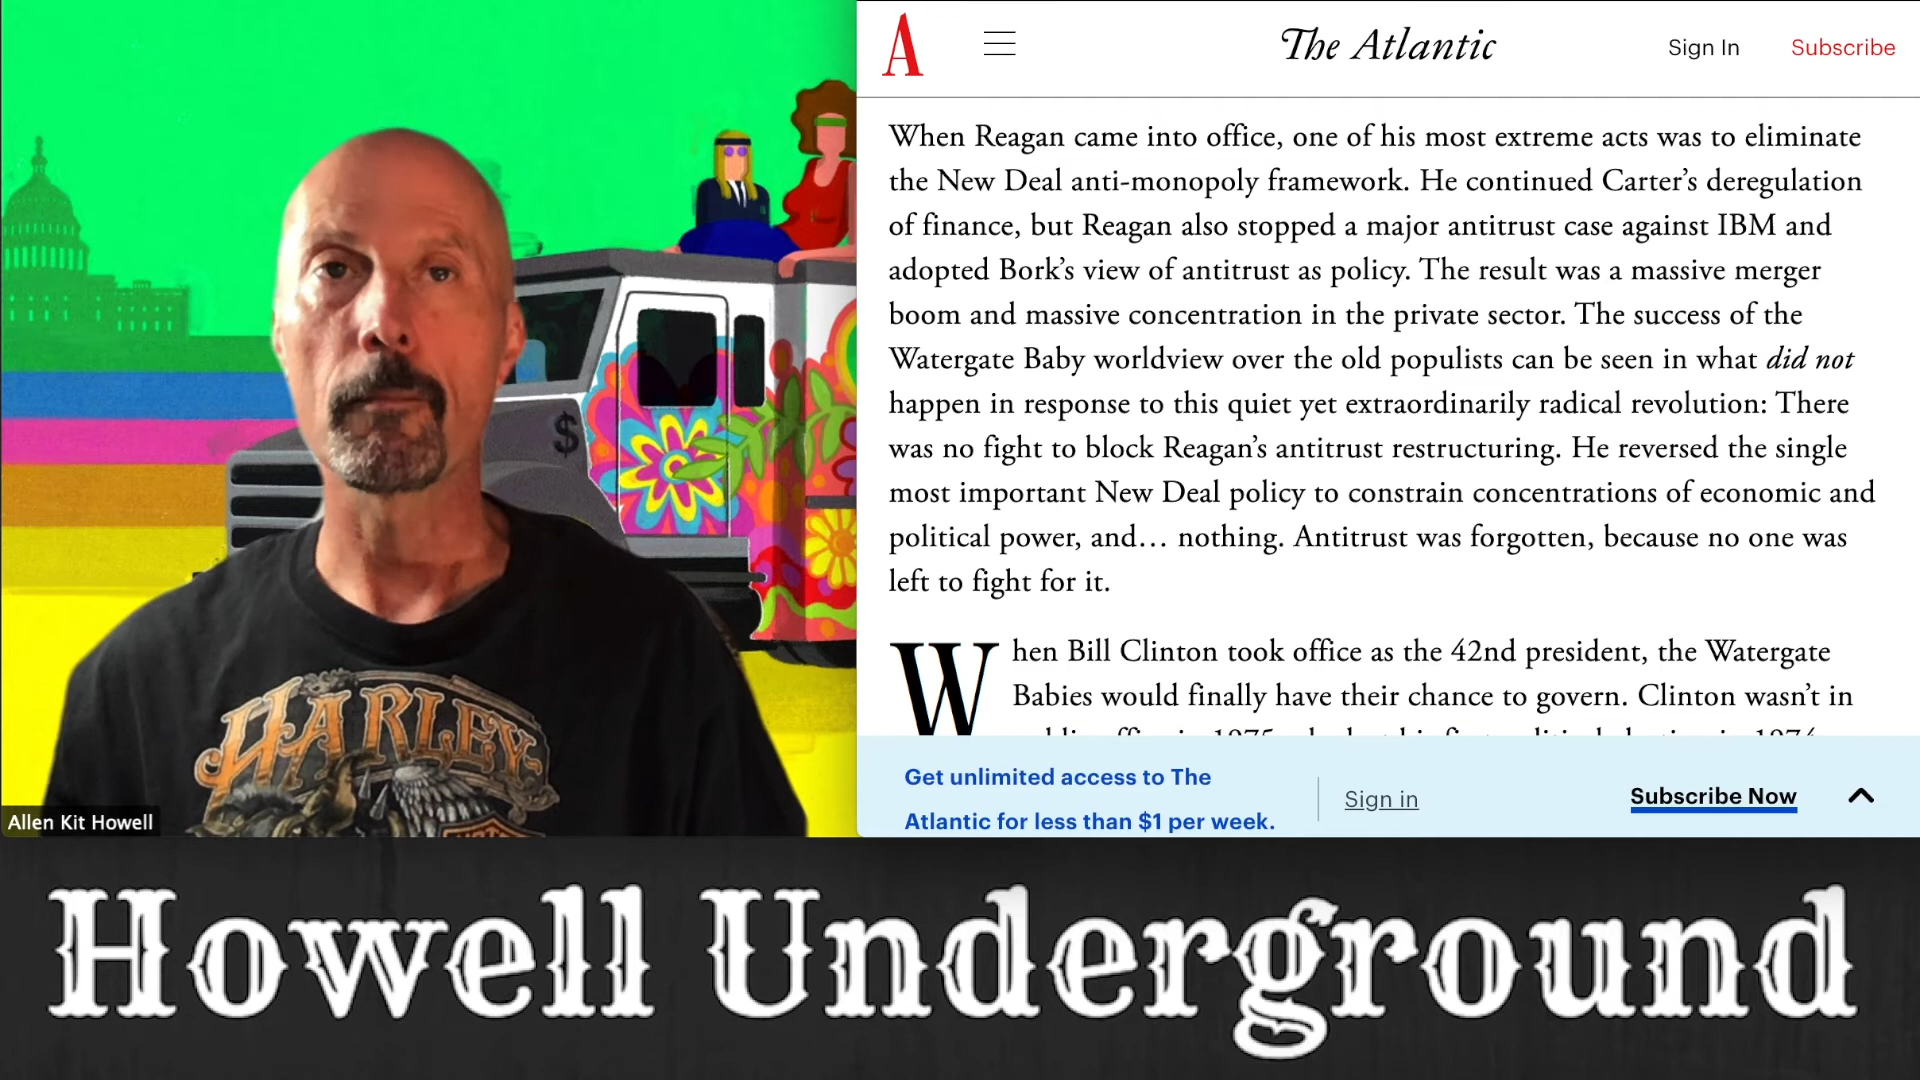 A
The Atlantic
Sign In
Subscribe
When Reagan came into office, one of his most extreme acts was to eliminate
the New Deal anti-monopoly framework. He continued Carter's deregulation
of finance, but Reagan also stopped a major antitrust case against IBM and
adopted Bork's view of antitrust as policy. The result was a massive merger
boom and massive concentration in the private sector. The success of the
Watergate Baby worldview over the old populists can be seen in what did not
happen in response to this quiet yet extraordinarily radical revolution: There
was no fight to block Reagan's antitrust restructuring. He reversed the single
most important New Deal policy to constrain concentrations of economic and
political power, and… nothing. Antitrust was forgotten, because no one was
left to fight for it.
When Bill Clinton took office as the 42nd president, the Watergate
Babies would finally have their chance to govern. Clinton wasn't in
Get unlimited access to The
Atlantic for less than $1 per week.
Sign in
Subscribe Now
$
HARLEY-
Allen Kit Howell
Howell Underground